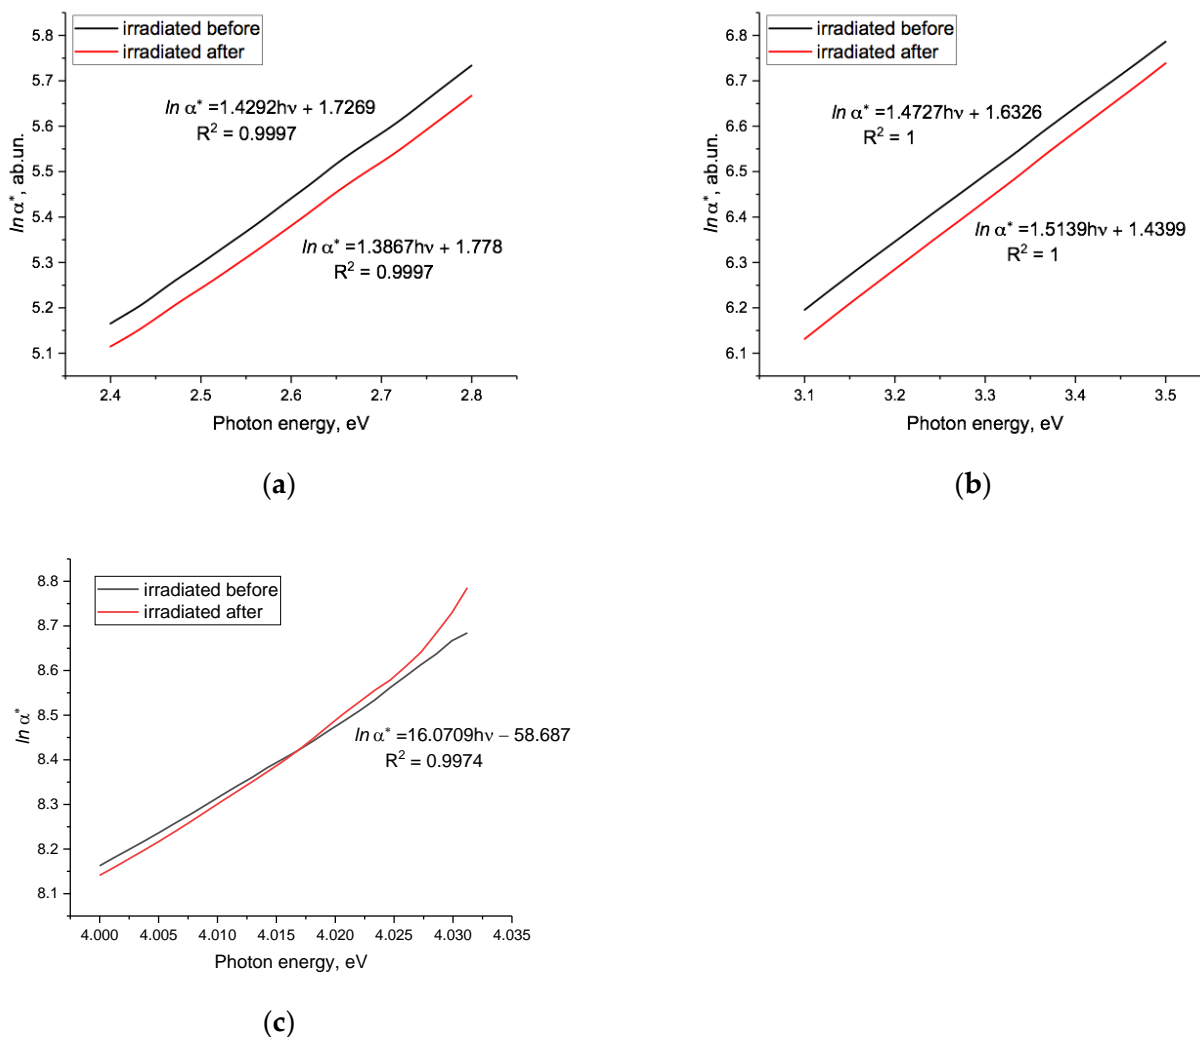 irradiated before
irradiated after
ln α*, ab.un.
5.8
5.7
5.6
5.5
5.4
5.3
5.2
5.1
ln α* =1.4292hν + 1.7269
R² = 0.9997
ln α* =1.3867hν + 1.778
R² = 0.9997
2.4 2.5 2.6 2.7 2.8
Photon energy, eV
(a)
irradiated before
irradiated after
ln α*, ab.un.
6.8
6.7
6.6
6.5
6.4
6.3
6.2
6.1
ln α* =1.4727hν + 1.6326
R² = 1
ln α* =1.5139hν + 1.4399
R² = 1
3.1 3.2 3.3 3.4 3.5
Photon energy, eV
(b)
irradiated before
irradiated after
ln α*
8.8
8.7
8.6
8.5
8.4
8.3
8.2
8.1
ln α* =16.0709hν − 58.687
R² = 0.9974
4.000 4.005 4.010 4.015 4.020 4.025 4.030 4.035
Photon energy, eV
(c)